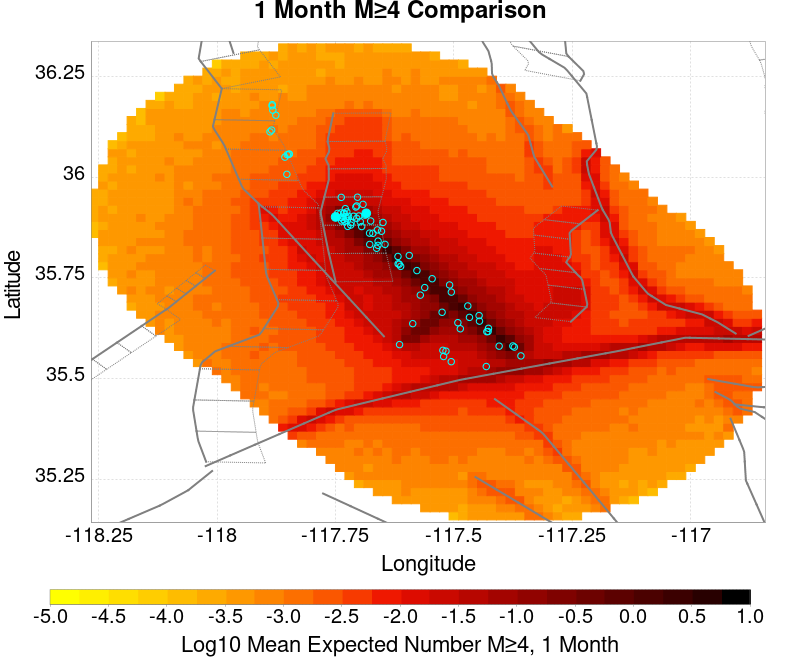 1 Month M≥4 Comparison
36.25
36
35.75
35.5
35.25
Latitude
-118.25 -118 -117.75 -117.5 -117.25 -117
Longitude
-5.0 -4.5 -4.0 -3.5 -3.0 -2.5 -2.0 -1.5 -1.0 -0.5 0.0 0.5 1.0
Log10 Mean Expected Number M≥4, 1 Month